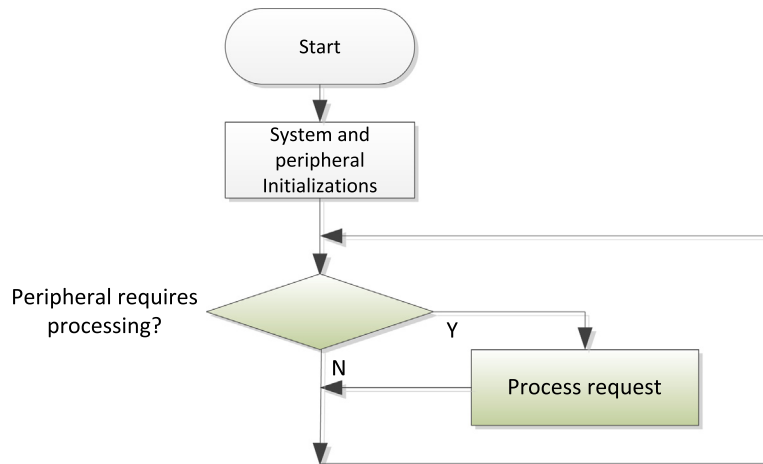 Start
System and
peripheral
Initializations
Peripheral requires
processing?
Y
N
Process request